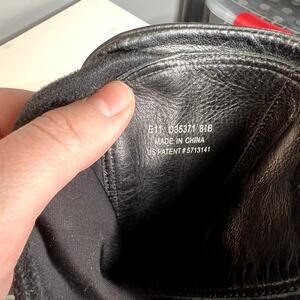 E11 D35371 81B
MADE IN CHINA
US PATENT # 5713141